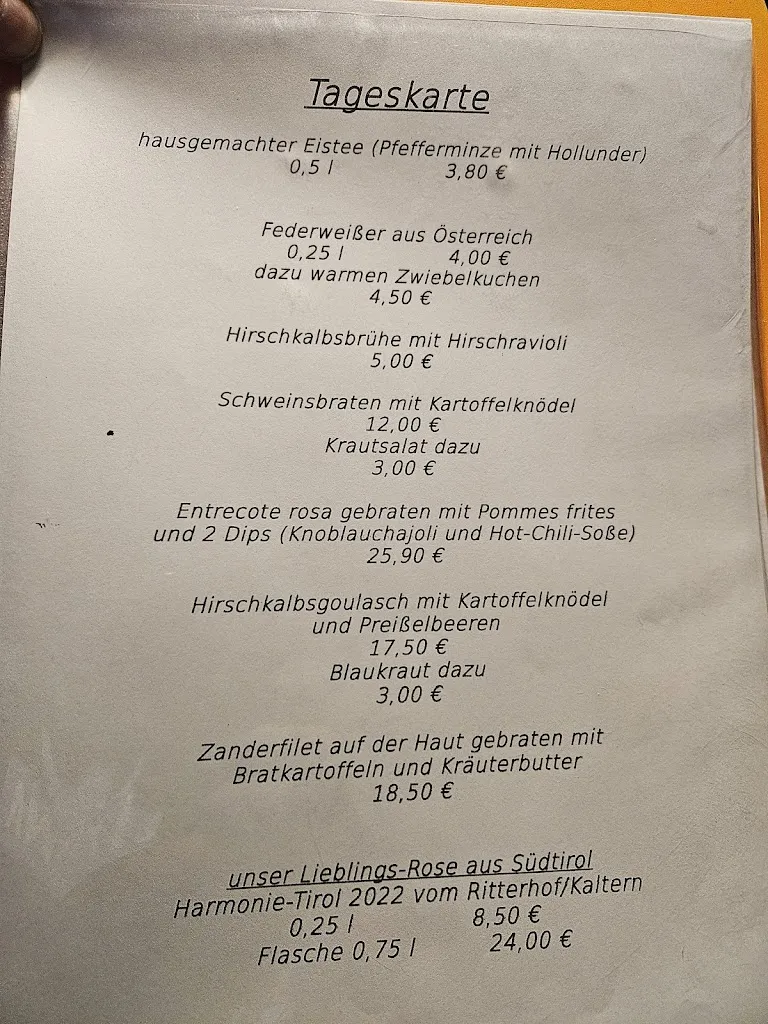 Tageskarte
hausgemachter Eistee (Pfefferminze mit Hollunder)
0,5 l 3,80 €
Federweißer aus Österreich
0,25 l 4,00 €
dazu warmen Zwiebelkuchen
4,50 €
Hirschkalbsbrühe mit Hirschravioli
5,00 €
Schweinsbraten mit Kartoffelknödel
12,00 €
Krautsalat dazu
3,00 €
Entrecote rosa gebraten mit Pommes frites
und 2 Dips (Knoblauchajoli und Hot-Chili-Soße)
25,90 €
Hirschkalbsgoulasch mit Kartoffelknödel
und Preißelbeeren
17,50 €
Blaukraut dazu
3,00 €
Zanderfilet auf der Haut gebraten mit
Bratkartoffeln und Kräuterbutter
18,50 €
unser Lieblings-Rose aus Südtirol
Harmonie-Tirol 2022 vom Ritterhof/Kaltern
0,25 l 8,50 €
Flasche 0,75 l 24,00 €